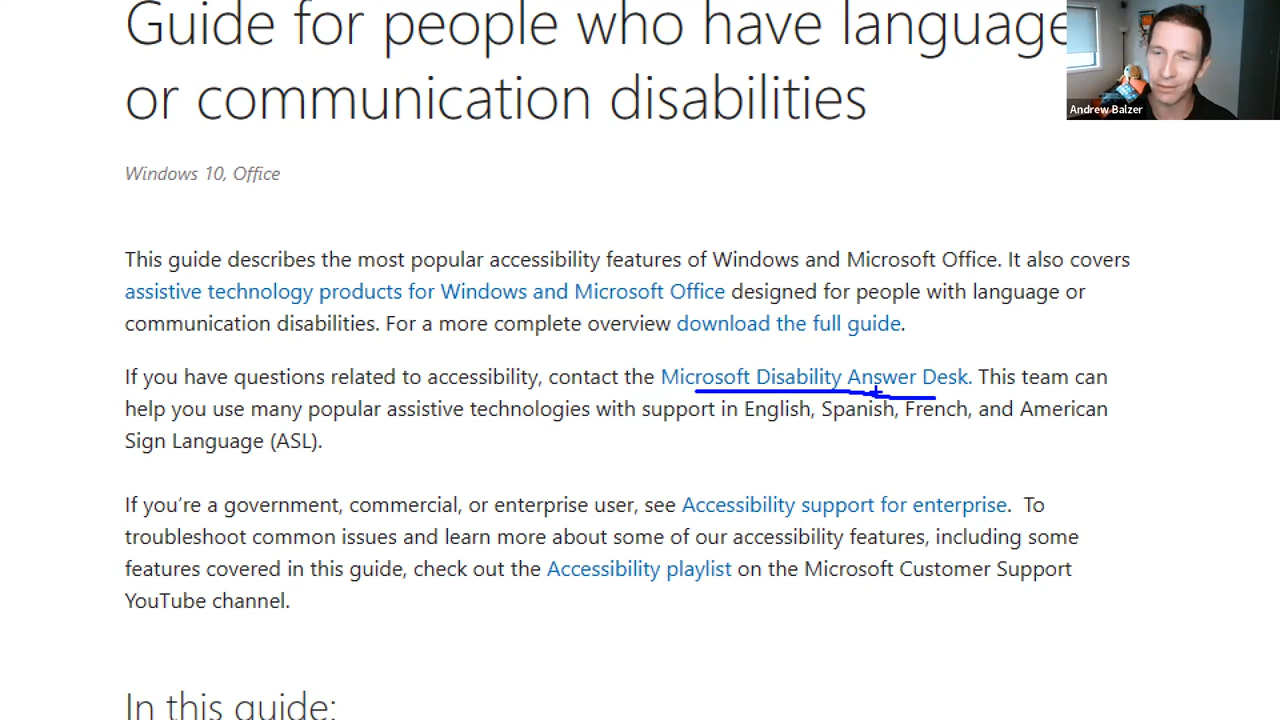 Guide for people who have language
or communication disabilities
Andrew Balzer
Windows 10, Office
This guide describes the most popular accessibility features of Windows and Microsoft Office. It also covers
assistive technology products for Windows and Microsoft Office designed for people with language or
communication disabilities. For a more complete overview download the full guide.
If you have questions related to accessibility, contact the Microsoft Disability Answer Desk. This team can
help you use many popular assistive technologies with support in English, Spanish, French, and American
Sign Language (ASL).
If you’re a government, commercial, or enterprise user, see Accessibility support for enterprise.  To
troubleshoot common issues and learn more about some of our accessibility features, including some
features covered in this guide, check out the Accessibility playlist on the Microsoft Customer Support
YouTube channel.
In this guide: